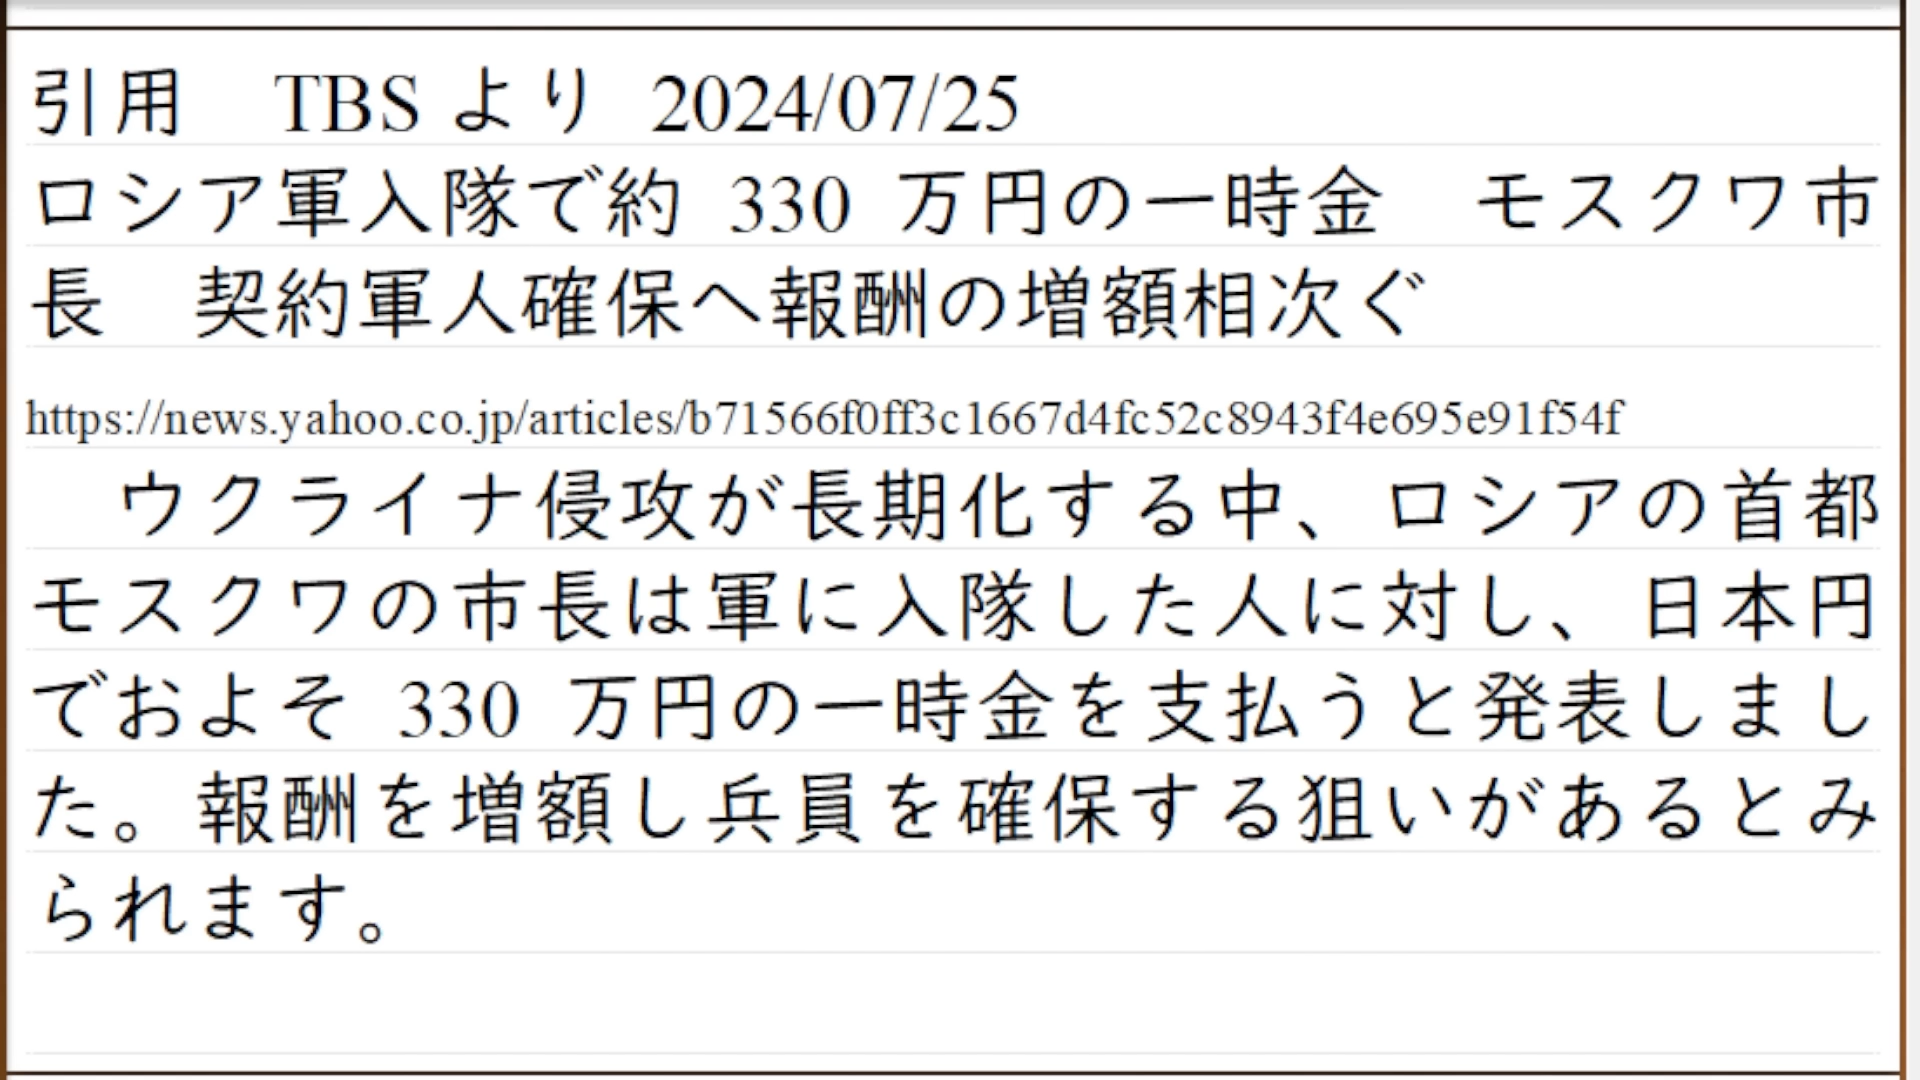 引用　TBSより 2024/07/25
ロシア軍入隊で約 330 万円の一時金　モスクワ市
長　契約軍人確保へ報酬の増額相次ぐ
https://news.yahoo.co.jp/articles/b71566f0ff3c1667d4fc52c8943f4e695e91f54f
　ウクライナ侵攻が長期化する中、ロシアの首都
モスクワの市長は軍に入隊した人に対し、日本円
でおよそ 330 万円の一時金を支払うと発表しまし
た。報酬を増額し兵員を確保する狙いがあるとみ
られます。